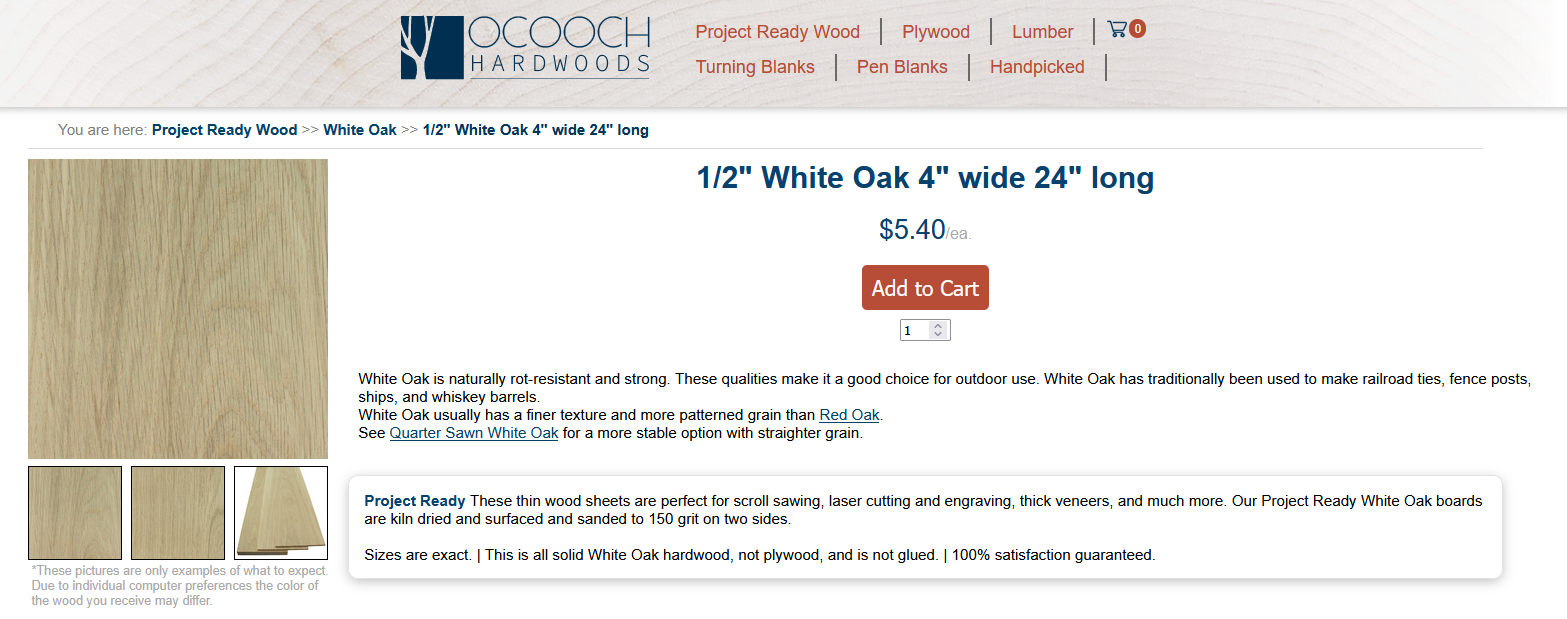 OCOOCH
HARDWOODS
Project Ready Wood
Plywood
Lumber
0
Turning Blanks
Pen Blanks
Handpicked
You are here: Project Ready Wood >> White Oak >> 1/2" White Oak 4" wide 24" long
1/2" White Oak 4" wide 24" long
$5.40/ea.
Add to Cart
1
White Oak is naturally rot-resistant and strong. These qualities make it a good choice for outdoor use. White Oak has traditionally been used to make railroad ties, fence posts,
ships, and whiskey barrels.
White Oak usually has a finer texture and more patterned grain than Red Oak.
See Quarter Sawn White Oak for a more stable option with straighter grain.
Project Ready These thin wood sheets are perfect for scroll sawing, laser cutting and engraving, thick veneers, and much more. Our Project Ready White Oak boards
are kiln dried and surfaced and sanded to 150 grit on two sides.
Sizes are exact. | This is all solid White Oak hardwood, not plywood, and is not glued. | 100% satisfaction guaranteed.
*These pictures are only examples of what to expect.
Due to individual computer preferences the color of
the wood you receive may differ.